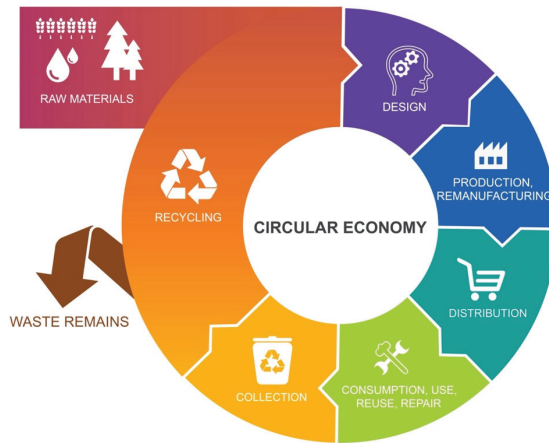 RAW MATERIALS
DESIGN
PRODUCTION,
REMANUFACTURING
RECYCLING
CIRCULAR ECONOMY
DISTRIBUTION
WASTE REMAINS
CONSUMPTION, USE,
REUSE, REPAIR
COLLECTION